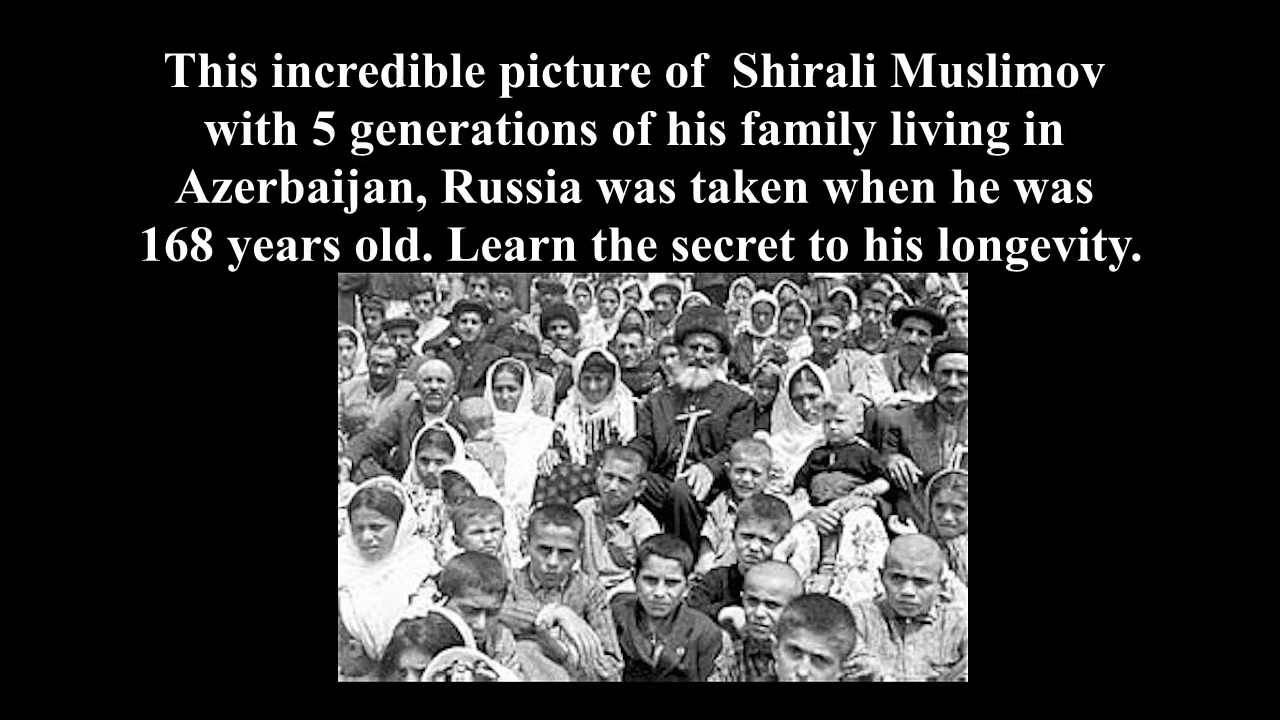 This incredible picture of Shirali Muslimov
with 5 generations of his family living in
Azerbaijan, Russia was taken when he was
168 years old. Learn the secret to his longevity.